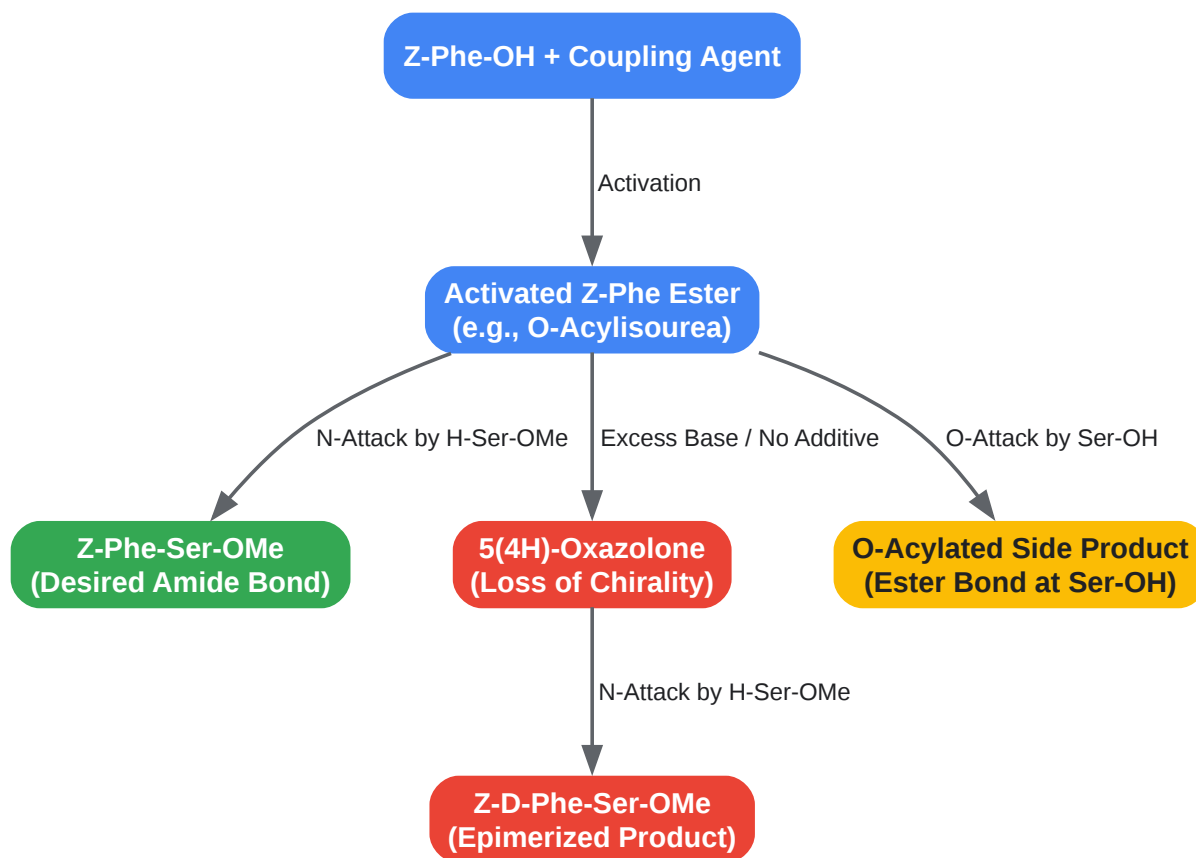 Z-Phe-OH + Coupling Agent
Activation
Activated Z-Phe Ester
(e.g., O-Acylisourea)
N-Attack by H-Ser-OMe
Excess Base / No Additive
O-Attack by Ser-OH
Z-Phe-Ser-OMe
(Desired Amide Bond)
5(4H)-Oxazolone
(Loss of Chirality)
O-Acylated Side Product
(Ester Bond at Ser-OH)
N-Attack by H-Ser-OMe
Z-D-Phe-Ser-OMe
(Epimerized Product)